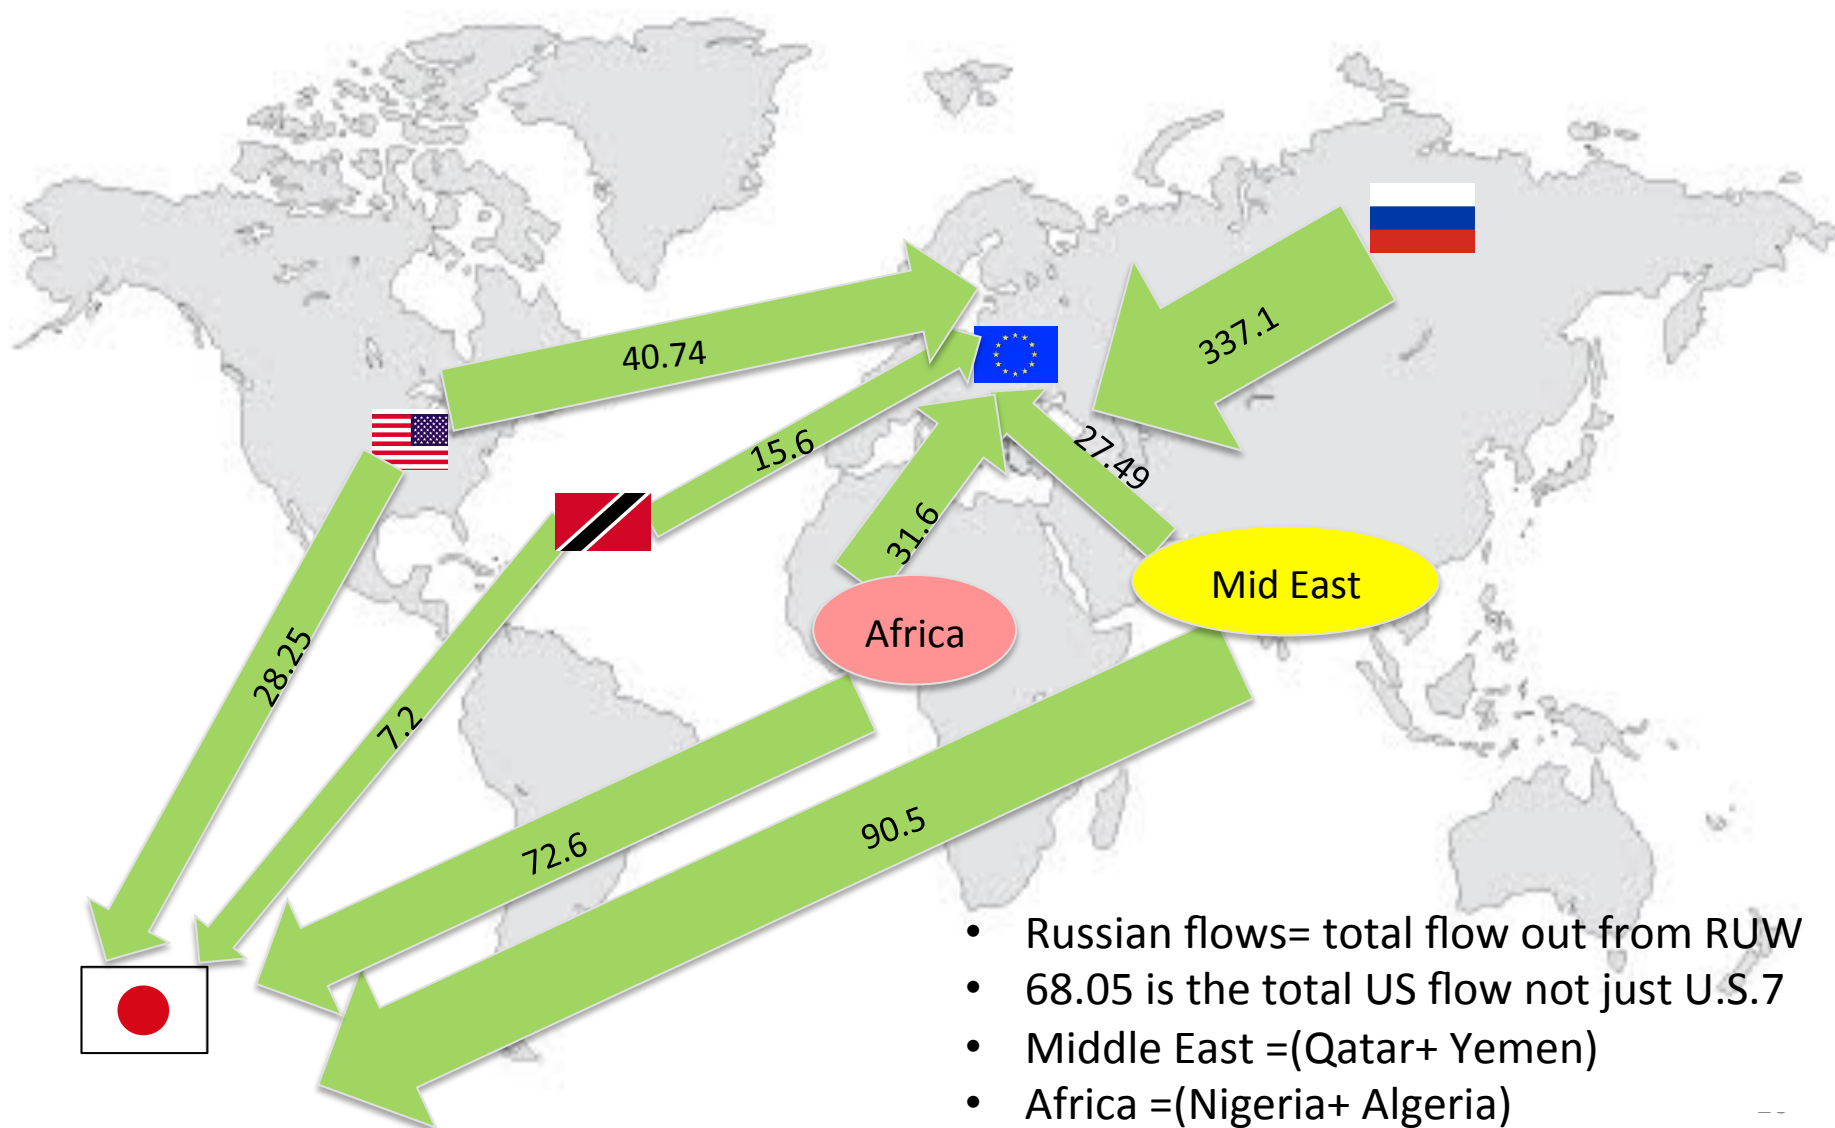 337.1
40.74
15.6
27.49
31.6
Mid East
Africa
28.25
7.2
72.6
90.5
• Russian flows= total flow out from RUW
• 68.05 is the total US flow not just U.S.7
• Middle East =(Qatar+ Yemen)
• Africa =(Nigeria+ Algeria)